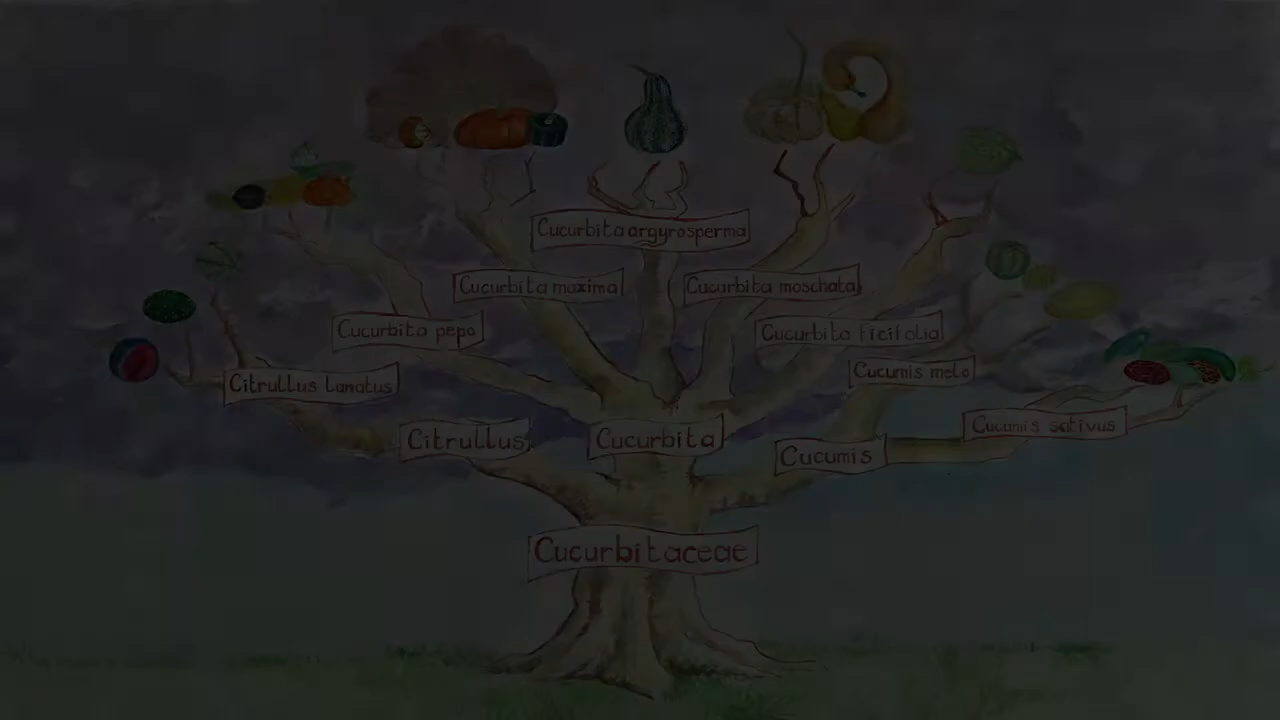 Cucurbita argyrosperma
Cucurbita maxima
Cucurbita moschata
Cucurbita pepo
Cucurbita ficifolia
Citrullus lanatus
Cucumis melo
Cucumis sativus
Citrullus
Cucurbita
Cucumis
Cucurbitaceae